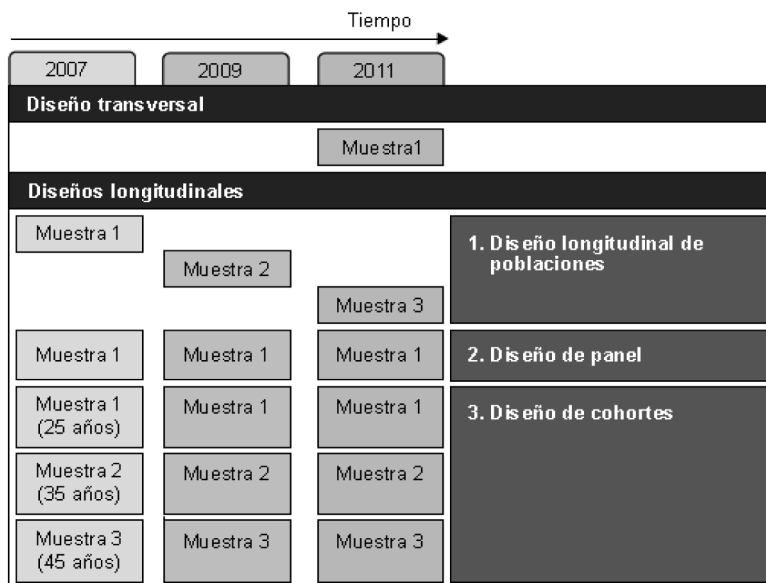 Tiempo
2007 2009 2011
Diseño transversal
Muestra1
Diseños longitudinales
Muestra 1
Muestra 2
Muestra 3
1. Diseño longitudinal de
poblaciones
Muestra 1 Muestra 1 Muestra 1 2. Diseño de panel
Muestra 1
(25 años)
Muestra 1 Muestra 1 3. Diseño de cohortes
Muestra 2
(35 años)
Muestra 2 Muestra 2
Muestra 3
(45 años)
Muestra 3 Muestra 3